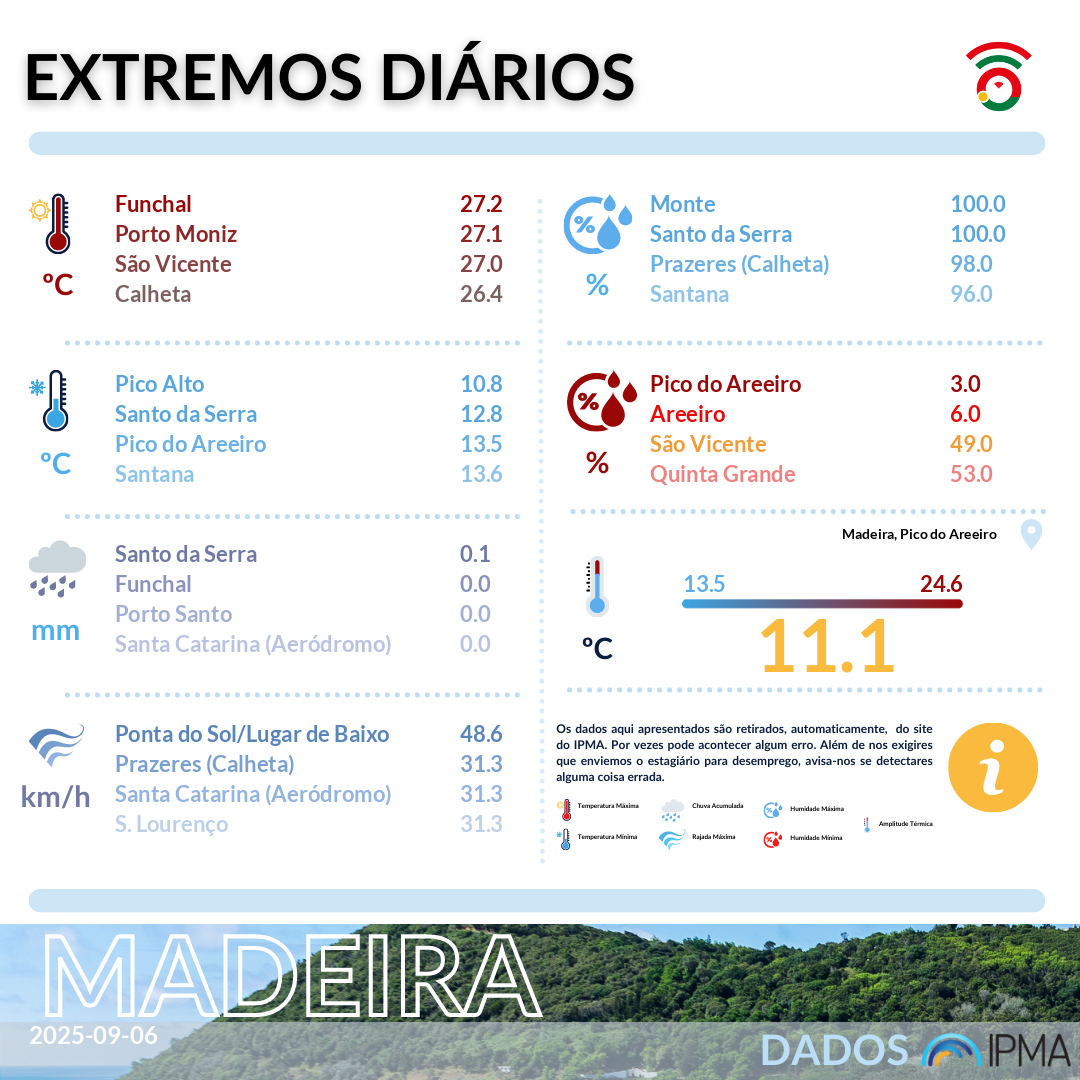 EXTREMOS DIÁRIOS
Funchal 27.2
Porto Moniz 27.1
São Vicente 27.0
Calheta 26.4
ºC
Monte 100.0
Santo da Serra 100.0
Prazeres (Calheta) 98.0
Santana 96.0
%
%
Pico Alto 10.8
Santo da Serra 12.8
Pico do Areeiro 13.5
Santana 13.6
ºC
Pico do Areeiro 3.0
Areeiro 6.0
São Vicente 49.0
Quinta Grande 53.0
%
%
Santo da Serra 0.1
Funchal 0.0
Porto Santo 0.0
Santa Catarina (Aeródromo) 0.0
mm
Madeira, Pico do Areeiro
13.5 24.6
11.1
ºC
Ponta do Sol/Lugar de Baixo 48.6
Prazeres (Calheta) 31.3
Santa Catarina (Aeródromo) 31.3
S. Lourenço 31.3
km/h
Os dados aqui apresentados são retirados, automaticamente, do site
do IPMA. Por vezes pode acontecer algum erro. Além de nos exigires
que enviemos o estagiário para desemprego, avisa-nos se detectares
alguma coisa errada.
i
Temperatura Máxima Chuva Acumulada Humidade Máxima
Amplitude Térmica
Temperatura Mínima Rajada Máxima Humidade Mínima
MADEIRA
2025-09-06
DADOS IPMA